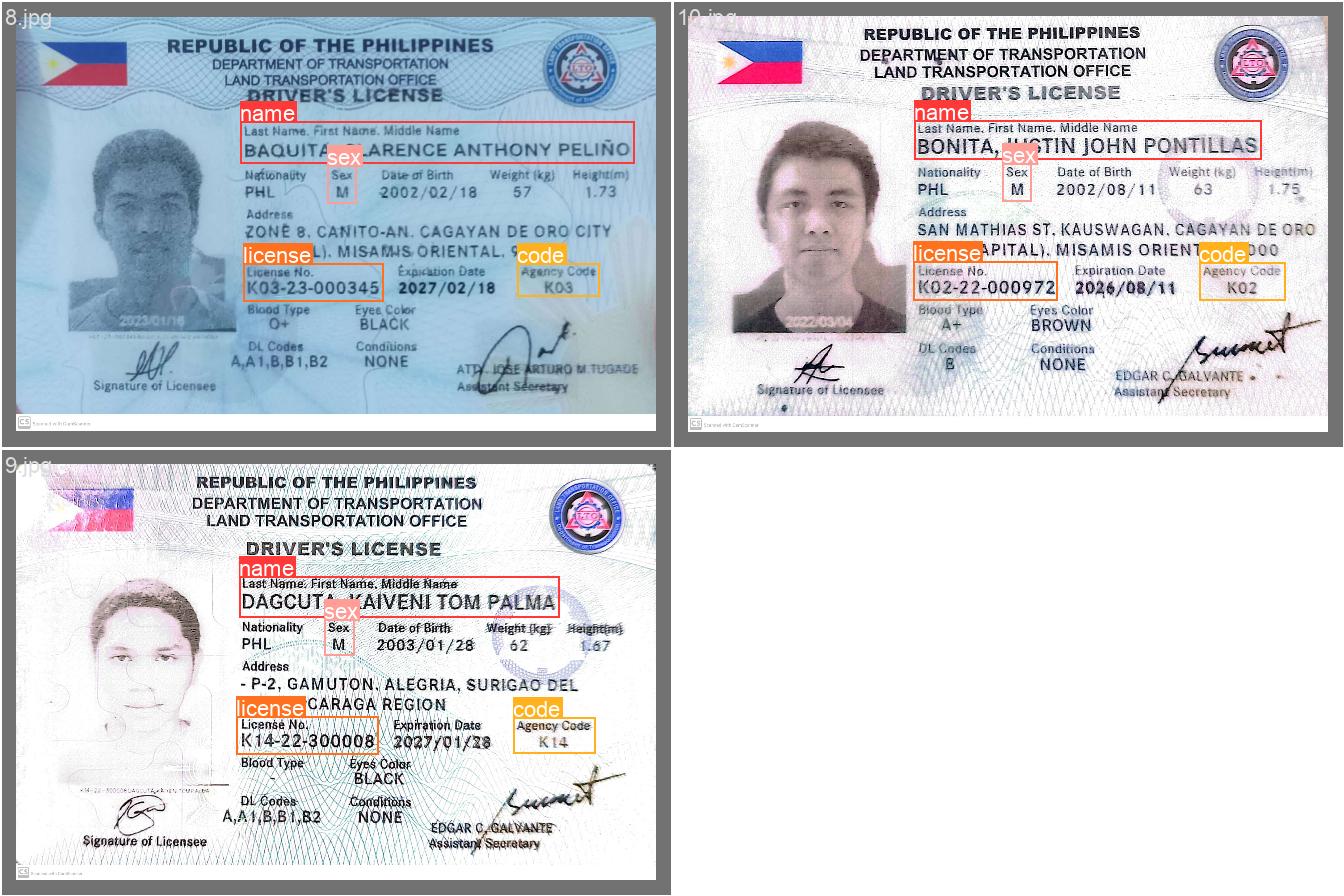 8.jpg
REPUBLIC OF THE PHILIPPINES
DEPARTMENT OF TRANSPORTATION
LAND TRANSPORTATION OFFICE
DRIVER'S LICENSE
name
Last Name, First Name, Middle Name
BAQUITA ANTHONY PELIÑO
sex
Nationality Sex Date of Birth Weight (kg) Height(m)
PHL M 2002/02/18 57 1.73
Address
ZONE 8, CANITO-AN, CAGAYAN DE ORO CITY
MISAMIS ORIENTAL,
license code
License No. Expiration Date Agency Code
K03-23-000345 2027/02/18 K03
Blood Type Eyes Color
O+ BLACK
DL Codes Conditions
A,A1,B,B1,B2 NONE
2023/01/16
Signature of Licensee
ATTY. JOSE ARTURO M.TUGADE
Assistant Secretary
CS Scanned with CamScanner
10.jpg
REPUBLIC OF THE PHILIPPINES
DEPARTMENT OF TRANSPORTATION
LAND TRANSPORTATION OFFICE
DRIVER'S LICENSE
name
Last Name, First Name, Middle Name
BONITA, JOHN PONTILLAS
sex
Nationality Sex Date of Birth Weight (kg) Height(m)
PHL M 2002/08/11 63 1.75
Address
SAN MATHIAS ST, KAUSWAGAN, CAGAYAN DE ORO
MISAMIS
license code
License No. Expiration Date Agency Code
K02-22-000972 2026/08/11 K02
Blood Type Eyes Color
A+ BROWN
DL Codes Conditions
B NONE
2022/03/04
Signature of Licensee
EDGAR C. GALVANTE
Assistant Secretary
CS Scanned with CamScanner
9.jpg
REPUBLIC OF THE PHILIPPINES
DEPARTMENT OF TRANSPORTATION
LAND TRANSPORTATION OFFICE
DRIVER'S LICENSE
name
Last Name, First Name, Middle Name
DAGCUTA, KAIVENI TOM PALMA
sex
Nationality Sex Date of Birth Weight (kg) Height(m)
PHL M 2003/01/28 62 1.67
Address
- P-2, GAMUTON, ALEGRIA, SURIGAO DEL
CARAGA REGION
license code
License No. Expiration Date Agency Code
K14-22-300008 2027/01/28 K14
Blood Type Eyes Color
- BLACK
DL Codes Conditions
A,A1,B,B1,B2 NONE
Signature of Licensee
EDGAR C. GALVANTE
Assistant Secretary
CS Scanned with CamScanner